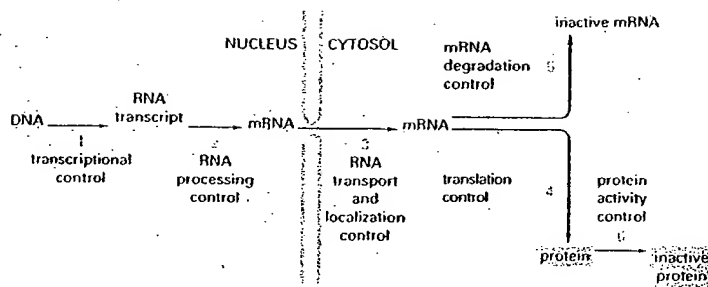 inactive mRNA
NUCLEUS CYTOSOL
mRNA
degradation
control
5
DNA
RNA
transcript
mRNA
mRNA
1
transcriptional
control
2
RNA
processing
control
3
RNA
transport
and
localization
control
translation
control
4
protein
activity
control
6
protein
inactive
protein